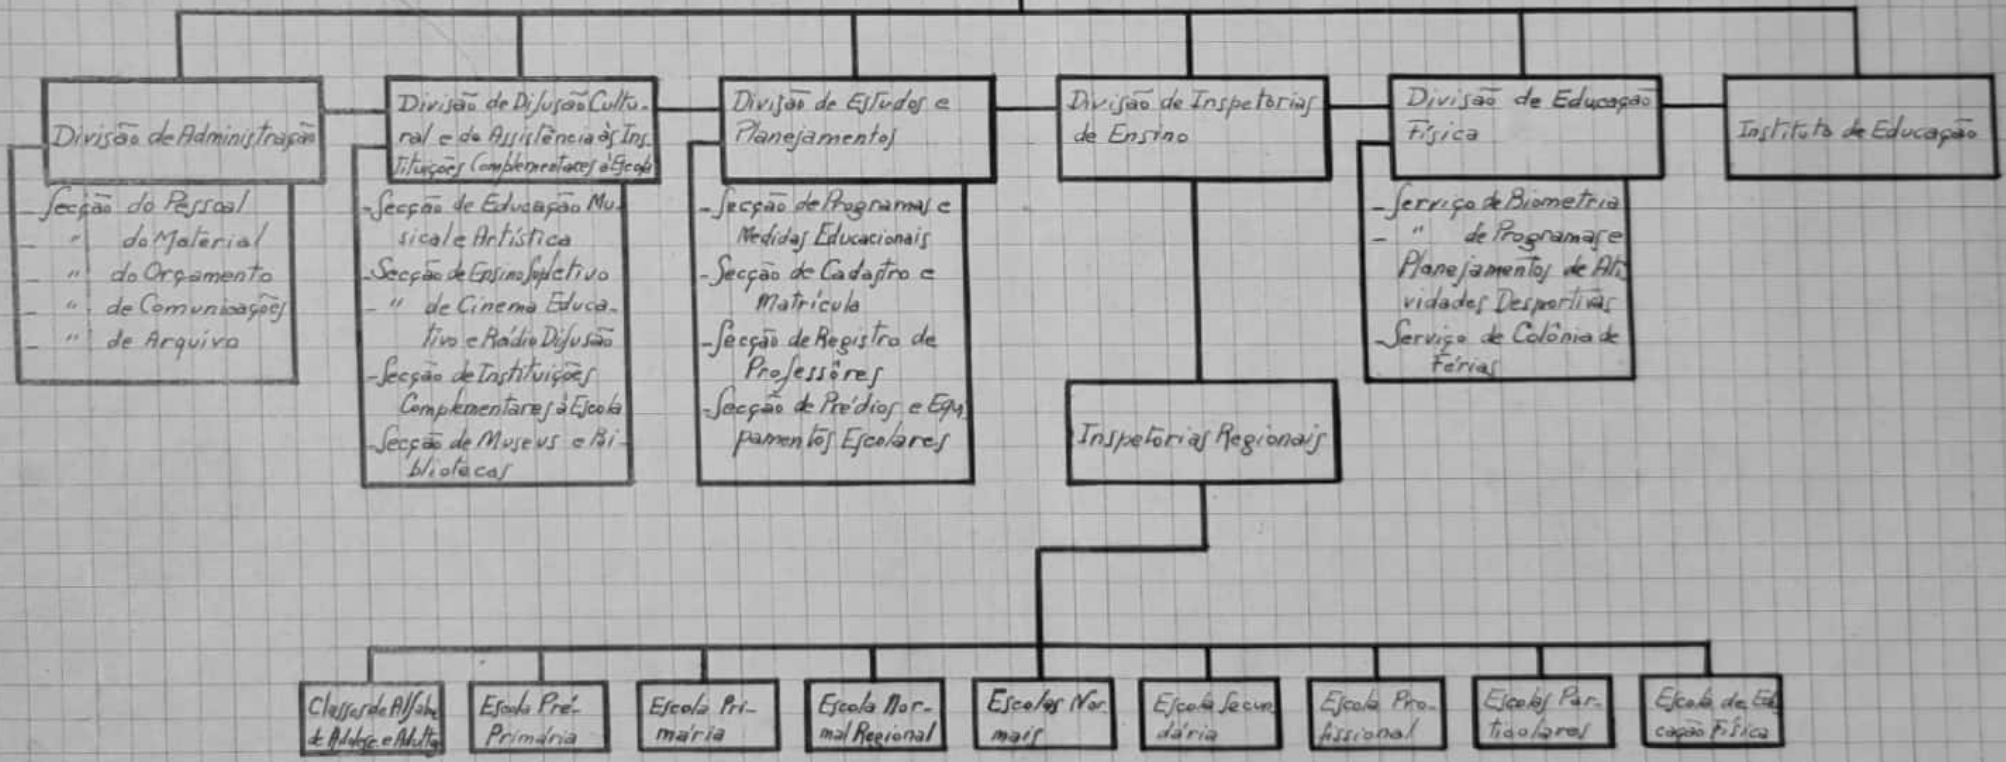 Divisão de Administração
Secção do Pessoal
- " do Material
- " do Orçamento
- " de Comunicações
- " de Arquivo
Divisão de Difusão Cultu-
ral e de Assistência às Ins-
tituições Complementares à Escola
-Secção de Educação Mu-
sical e Artística
-Secção de Ensino Supletivo
- " de Cinema Educa-
tivo e Rádio Difusão
-Secção de Instituições
Complementares à Escola
-Secção de Museus e Bi-
bliotecas
Divisão de Estudos e
Planejamentos
-Secção de Programas e
Medidas Educacionais
-Secção de Cadastro e
Matrícula
-Secção de Registro de
Professôres
-Secção de Prédios e Equi
pamentos Escolares
Divisão de Inspetorias
de Ensino
Inspetorias Regionais
Divisão de Educação
Física
-Serviço de Biometria
- " de Programas e
Planejamentos de Ati
vidades Desportivas
-Serviço de Colônia de
Férias
Instituto de Educação
Classes de Alfabe
de Adolesc. e Adultos
Escola Pré-
Primária
Escola Pri-
mária
Escola Nor-
mal Regional
Escolas Nor-
mais
Escola Secun
dária
Escola Pro-
fissional
Escolas Par-
ticulares
Escola de Edu
cação Física